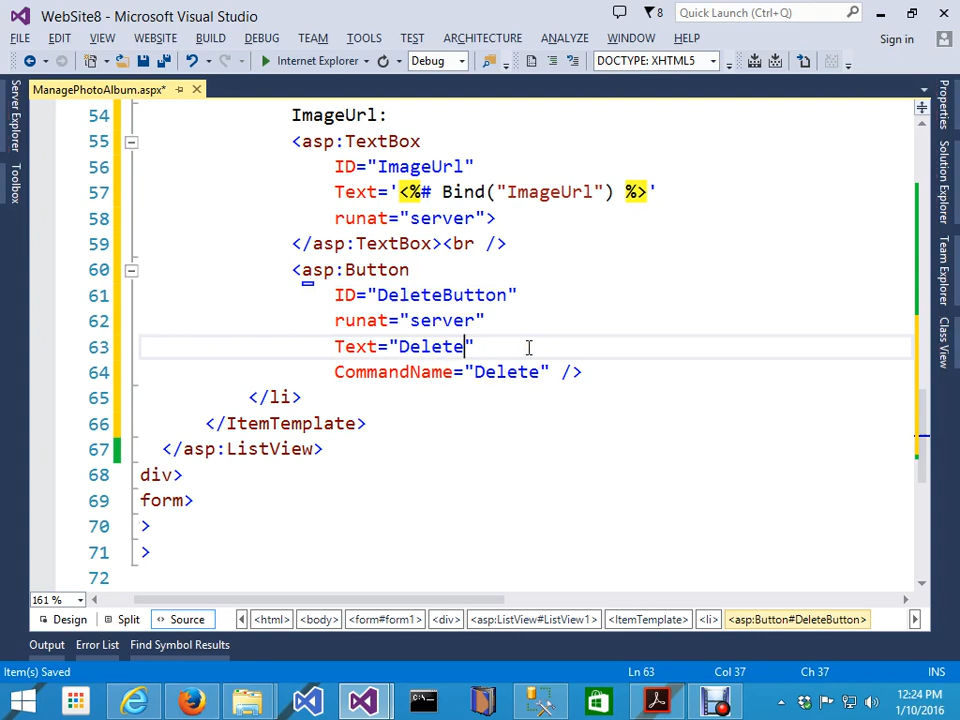 WebSite8 - Microsoft Visual Studio
8
Quick Launch (Ctrl+Q)
FILE EDIT VIEW WEBSITE BUILD DEBUG TEAM TOOLS TEST ARCHITECTURE ANALYZE WINDOW HELP
Sign in
Internet Explorer
Debug
DOCTYPE: XHTML5
ManagePhotoAlbum.aspx*
Server Explorer
Toolbox
Properties
Solution Explorer
Team Explorer
Class View
54 ImageUrl:
55 <asp:TextBox
56 ID="ImageUrl"
57 Text='<%# Bind("ImageUrl") %>'
58 runat="server">
59 </asp:TextBox><br />
60 <asp:Button
61 ID="DeleteButton"
62 runat="server"
63 Text="Delete"
64 CommandName="Delete" />
65 </li>
66 </ItemTemplate>
67 </asp:ListView>
68 div>
69 form>
70 >
71 >
72
161 %
Design Split Source <html> <body> <form#form1> <div> <asp:ListView#ListView1> <ItemTemplate> <li> <asp:Button#DeleteButton>
Output Error List Find Symbol Results
Item(s) Saved Ln 63 Col 37 Ch 37 INS
12:24 PM
1/10/2016